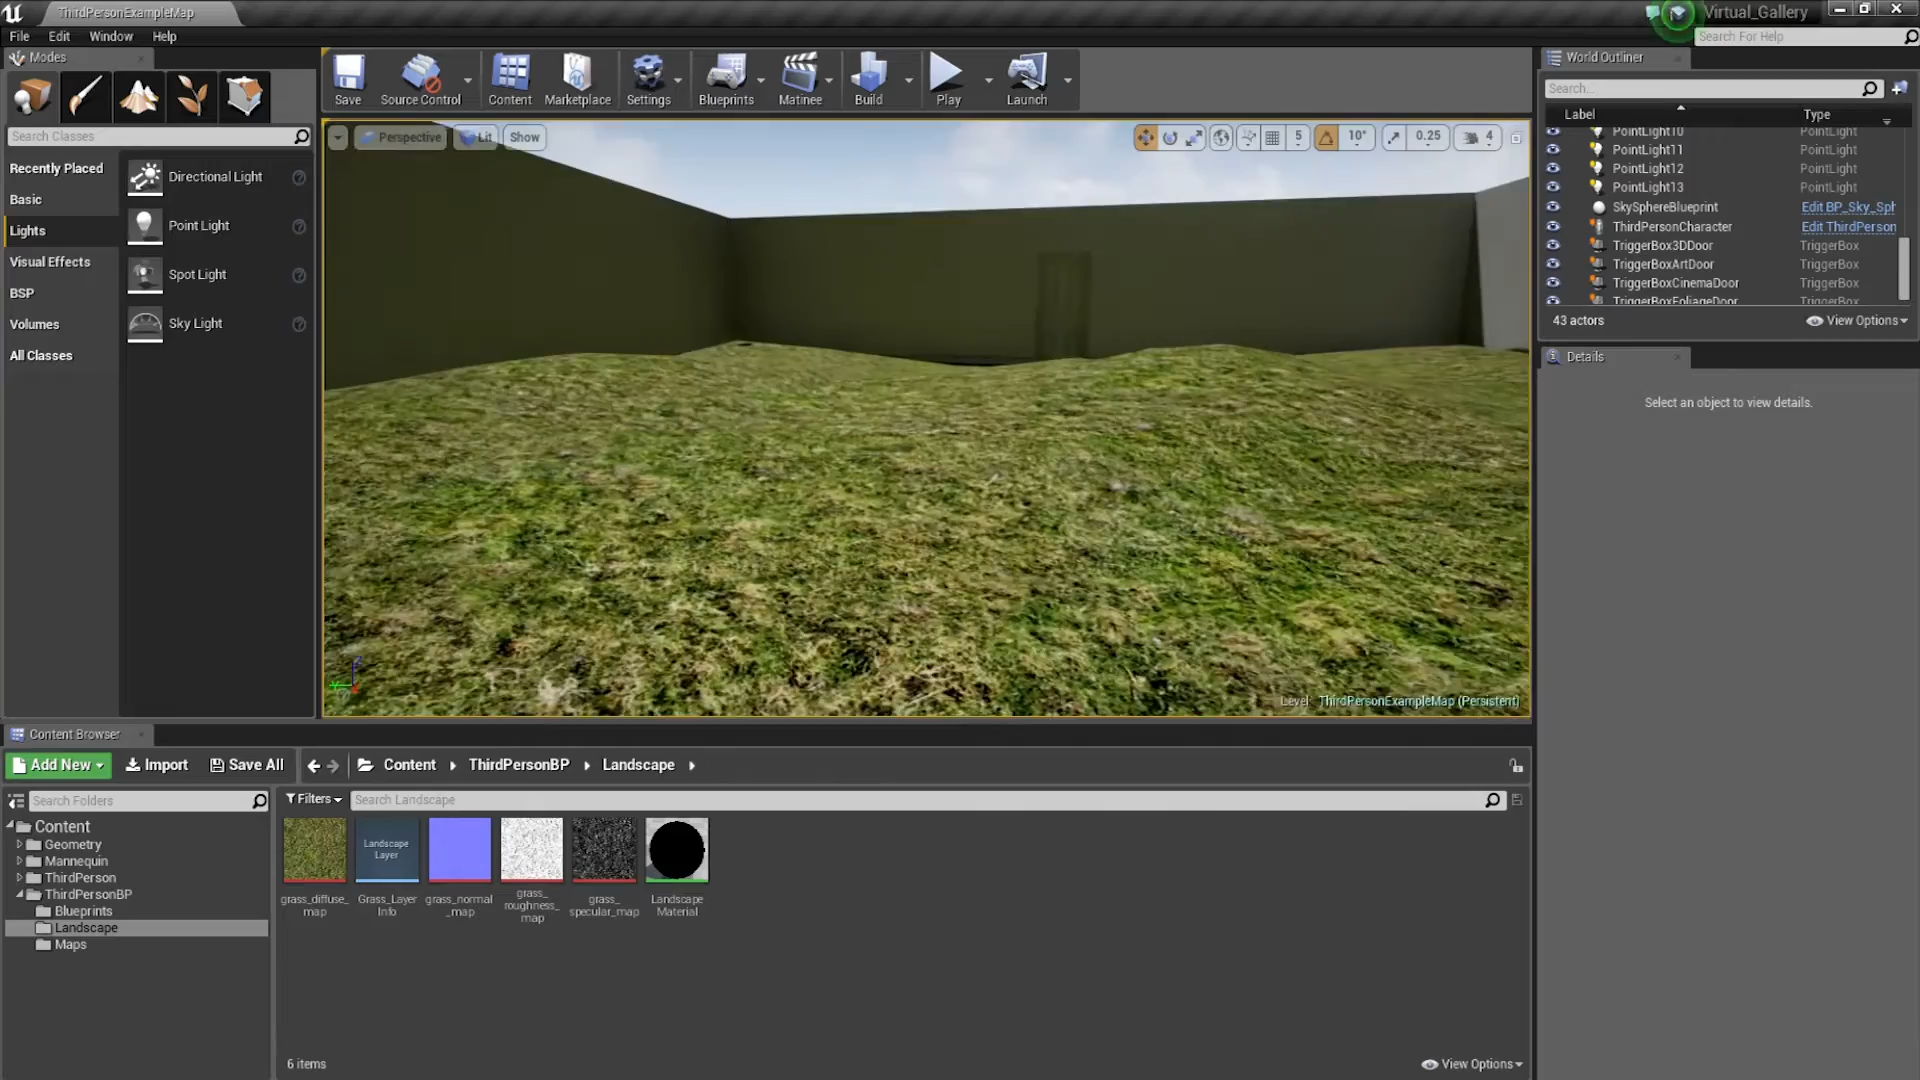 ThirdPersonExampleMap
Virtual_Gallery
File Edit Window Help
Search For Help
Modes
Search Classes
Recently Placed
Basic
Lights
Visual Effects
BSP
Volumes
All Classes
Directional Light
Point Light
Spot Light
Sky Light
Save
Source Control
Content
Marketplace
Settings
Blueprints
Matinee
Build
Play
Launch
Perspective
Lit
Show
5
10°
0.25
4
Level: ThirdPersonExampleMap (Persistent)
World Outliner
Search...
Label Type
PointLight10 PointLight
PointLight11 PointLight
PointLight12 PointLight
PointLight13 PointLight
SkySphereBlueprint Edit BP_Sky_Sph
ThirdPersonCharacter Edit ThirdPerson
TriggerBox3DDoor TriggerBox
TriggerBoxArtDoor TriggerBox
TriggerBoxCinemaDoor TriggerBox
TriggerBoxFoliageDoor TriggerBox
43 actors
View Options
Details
Select an object to view details.
Content Browser
Add New
Import
Save All
Content
ThirdPersonBP
Landscape
Search Folders
Content
Geometry
Mannequin
ThirdPerson
ThirdPersonBP
Blueprints
Landscape
Maps
Filters
Search Landscape
grass_diffuse_
map
Landscape
Layer
Grass_Layer
Info
grass_normal
_map
grass_
roughness_
map
grass_
specular_map
Landscape
Material
6 items
View Options